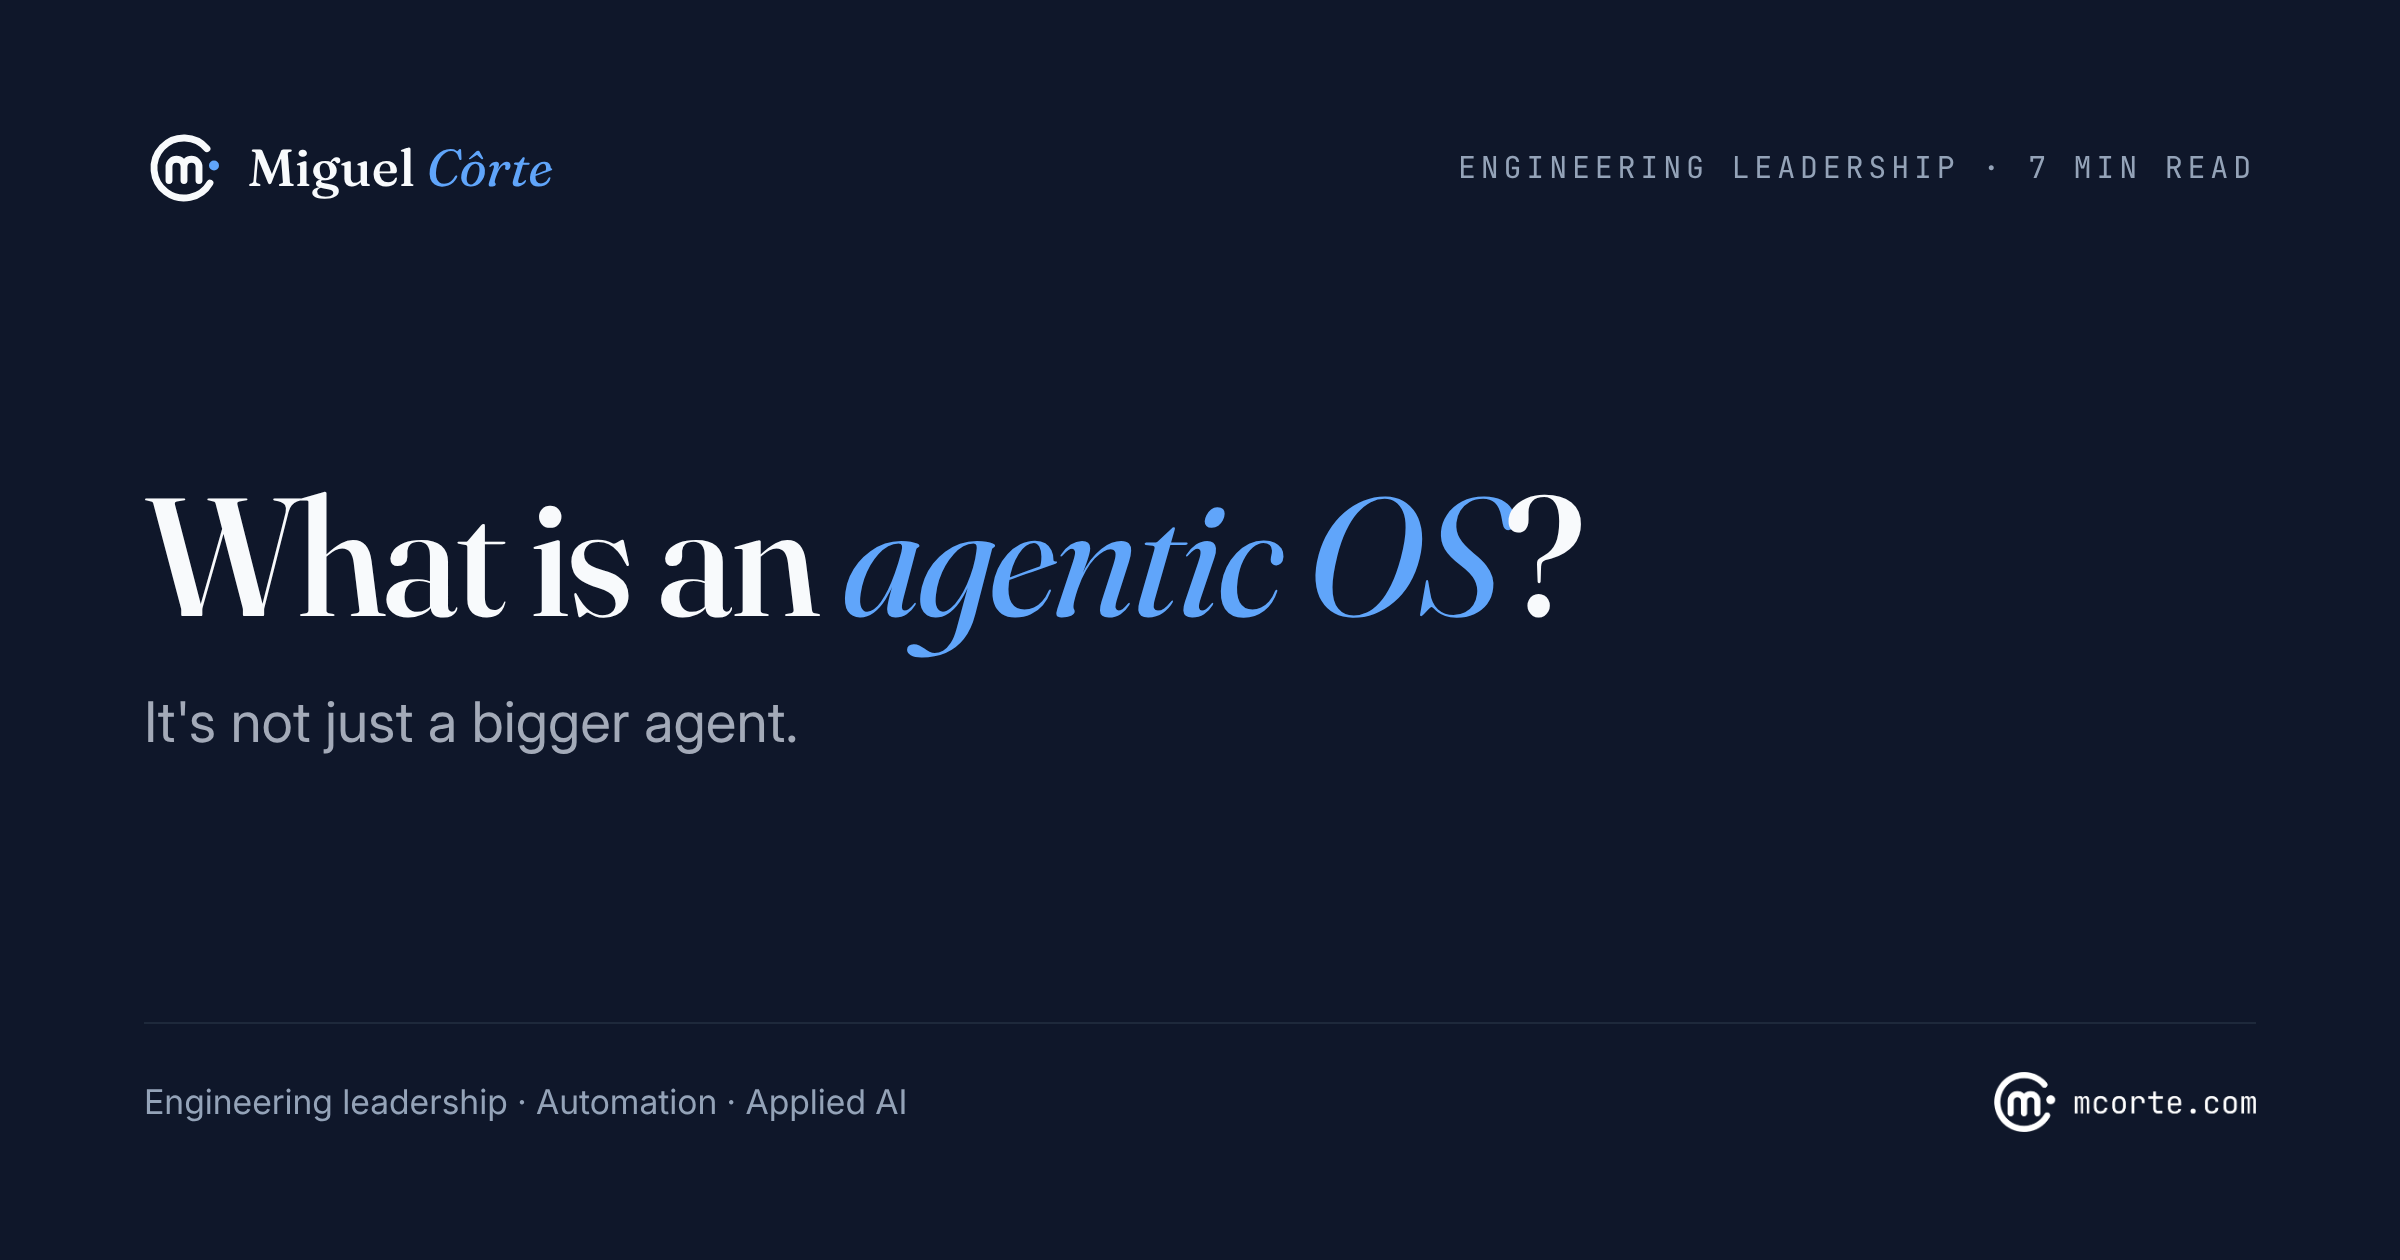 Miguel Côrte
ENGINEERING LEADERSHIP · 7 MIN READ
What is an agentic OS?
It's not just a bigger agent.
Engineering leadership · Automation · Applied AI
mcorte.com